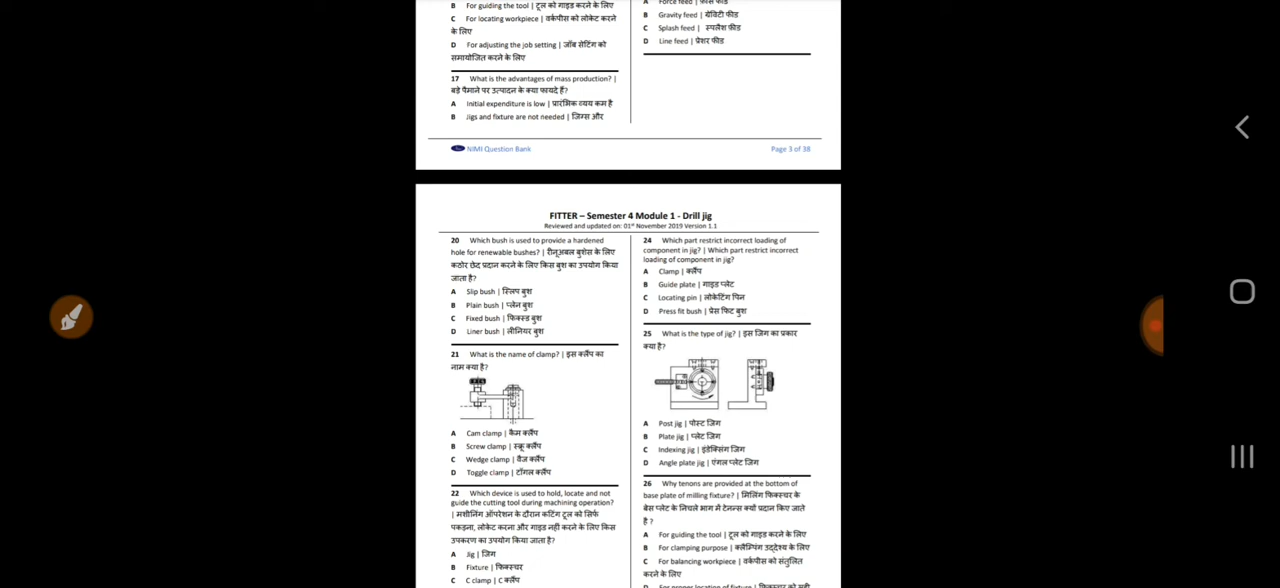 B For guiding the tool | टूल को गाइड करने के लिए
C For locating workpiece | वर्कपीस को लोकेट करने
के लिए
D For adjusting the job setting | जॉब सेटिंग को
समायोजित करने के लिए
17 What is the advantages of mass production? |
बड़े पैमाने पर उत्पादन के क्या फायदे हैं?
A Initial expenditure is low | प्रारंभिक व्यय कम है
B Jigs and fixture are not needed | जिग्स और
A Force feed | फोर्स फीड
B Gravity feed | ग्रेविटी फीड
C Splash feed | स्पलैश फ़ीड
D Line feed | प्रेशर फीड
NIMI Question Bank
Page 3 of 38
FITTER – Semester 4 Module 1 - Drill jig
Reviewed and updated on: 01st November 2019 Version 1.1
20 Which bush is used to provide a hardened
hole for renewable bushes? | रीनूअबल बुशेस के लिए
कठोर छेद प्रदान करने के लिए किस बुश का उपयोग किया
जाता है?
A Slip bush | स्लिप बुश
B Plain bush | प्लेन बुश
C Fixed bush | फिक्स्ड बुश
D Liner bush | लीनियर बुश
21 What is the name of clamp? | इस क्लैंप का
नाम क्या है?
A Cam clamp | कैम क्लैंप
B Screw clamp | स्क्रू क्लैंप
C Wedge clamp | वैज क्लैंप
D Toggle clamp | टॉगल क्लैंप
22 Which device is used to hold, locate and not
guide the cutting tool during machining operation?
| मशीनिंग ऑपरेशन के दौरान कटिंग टूल को सिर्फ
पकड़ना, लोकेट करना और गाइड नहीं करने के लिए किस
उपकरण का उपयोग किया जाता है?
A Jig | जिग
B Fixture | फिक्स्चर
C C clamp | C क्लैंप
24 Which part restrict incorrect loading of
component in jig? | Which part restrict incorrect
loading of component in jig?
A Clamp | क्लैंप
B Guide plate | गाइड प्लेट
C Locating pin | लोकेटिंग पिन
D Press fit bush | प्रेस फिट बुश
25 What is the type of jig? | इस जिग का प्रकार
क्या है?
A Post jig | पोस्ट जिग
B Plate jig | प्लेट जिग
C Indexing jig | इंडेक्सिंग जिग
D Angle plate jig | एंगल प्लेट जिग
26 Why tenons are provided at the bottom of
base plate of milling fixture? | मिलिंग फिक्स्चर के
बेस प्लेट के निचले भाग में टेनन्स क्यों प्रदान किए जाते
है ?
A For guiding the tool | टूल को गाइड करने के लिए
B For clamping purpose | क्लैम्पिंग उद्देश्य के लिए
C For balancing workpiece | वर्कपीस को संतुलित
करने के लिए
D For proper location of fixture | फिक्स्चर को सही